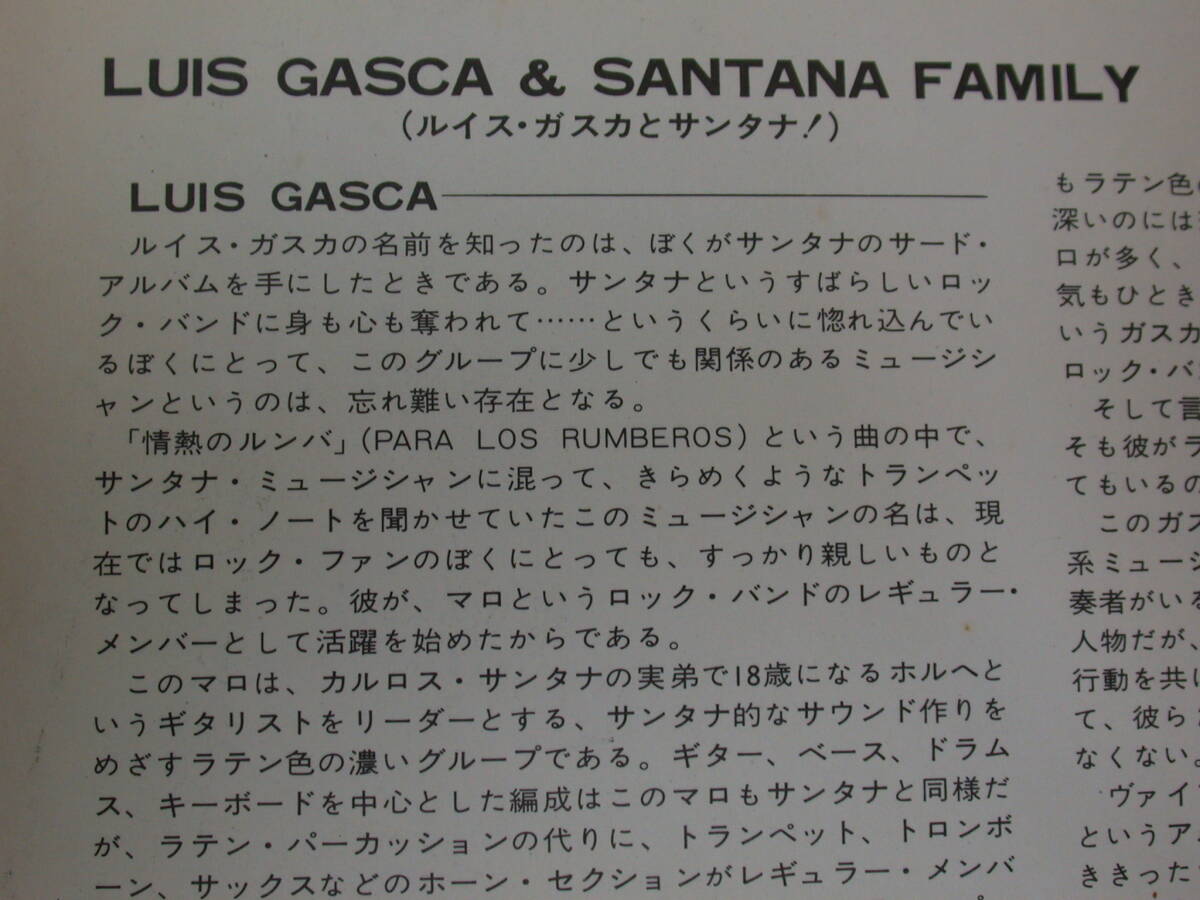 LUIS GASCA & SANTANA FAMILY
(ルイス・ガスカとサンタナ!)
LUIS GASCA
ルイス・ガスカの名前を知ったのは、ぼくがサンタナのサード・
アルバムを手にしたときである。サンタナというすばらしいロッ
ク・バンドに身も心も奪われて……というくらいに惚れ込んでい
るぼくにとって、このグループに少しでも関係のあるミュージシ
ャンというのは、忘れ難い存在となる。
「情熱のルンバ」(PARA LOS RUMBEROS) という曲の中で、
サンタナ・ミュージシャンに混って、きらめくようなトランペッ
トのハイ・ノートを聞かせていたこのミュージシャンの名は、現
在ではロック・ファンのぼくにとっても、すっかり親しいものと
なってしまった。彼が、マロというロック・バンドのレギュラー・
メンバーとして活躍を始めたからである。
このマロは、カルロス・サンタナの実弟で18歳になるホルヘと
いうギタリストをリーダーとする、サンタナ的なサウンド作りを
めざすラテン色の濃いグループである。ギター、ベース、ドラム
ス、キーボードを中心とした編成はこのマロもサンタナと同様だ
が、ラテン・パーカッションの代りに、トランペット、トロンボ
ーン、サックスなどのホーン・セクションがレギュラー・メンバ
もラテン色
深いのには
ロが多く、
気もひとき
いうガスカ
ロック・バ
そして言
そも彼がラ
てもいるの
このガス
系ミュージ
奏者がいる
人物だが、
行動を共に
て、彼ら
なくない。
ヴァイブ
というア
ききった